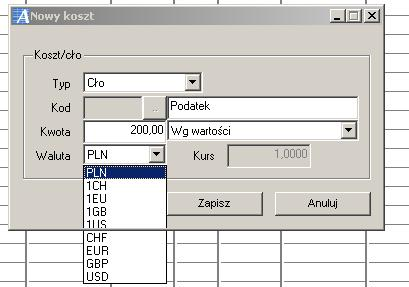 Nowy koszt
Koszt/cło
Typ Cło
Kod .. Podatek
Kwota 200,00 Wg wartości
Waluta PLN Kurs 1,0000
PLN
1CH
1EU
1GB
1US
CHF
EUR
GBP
USD
Zapisz Anuluj